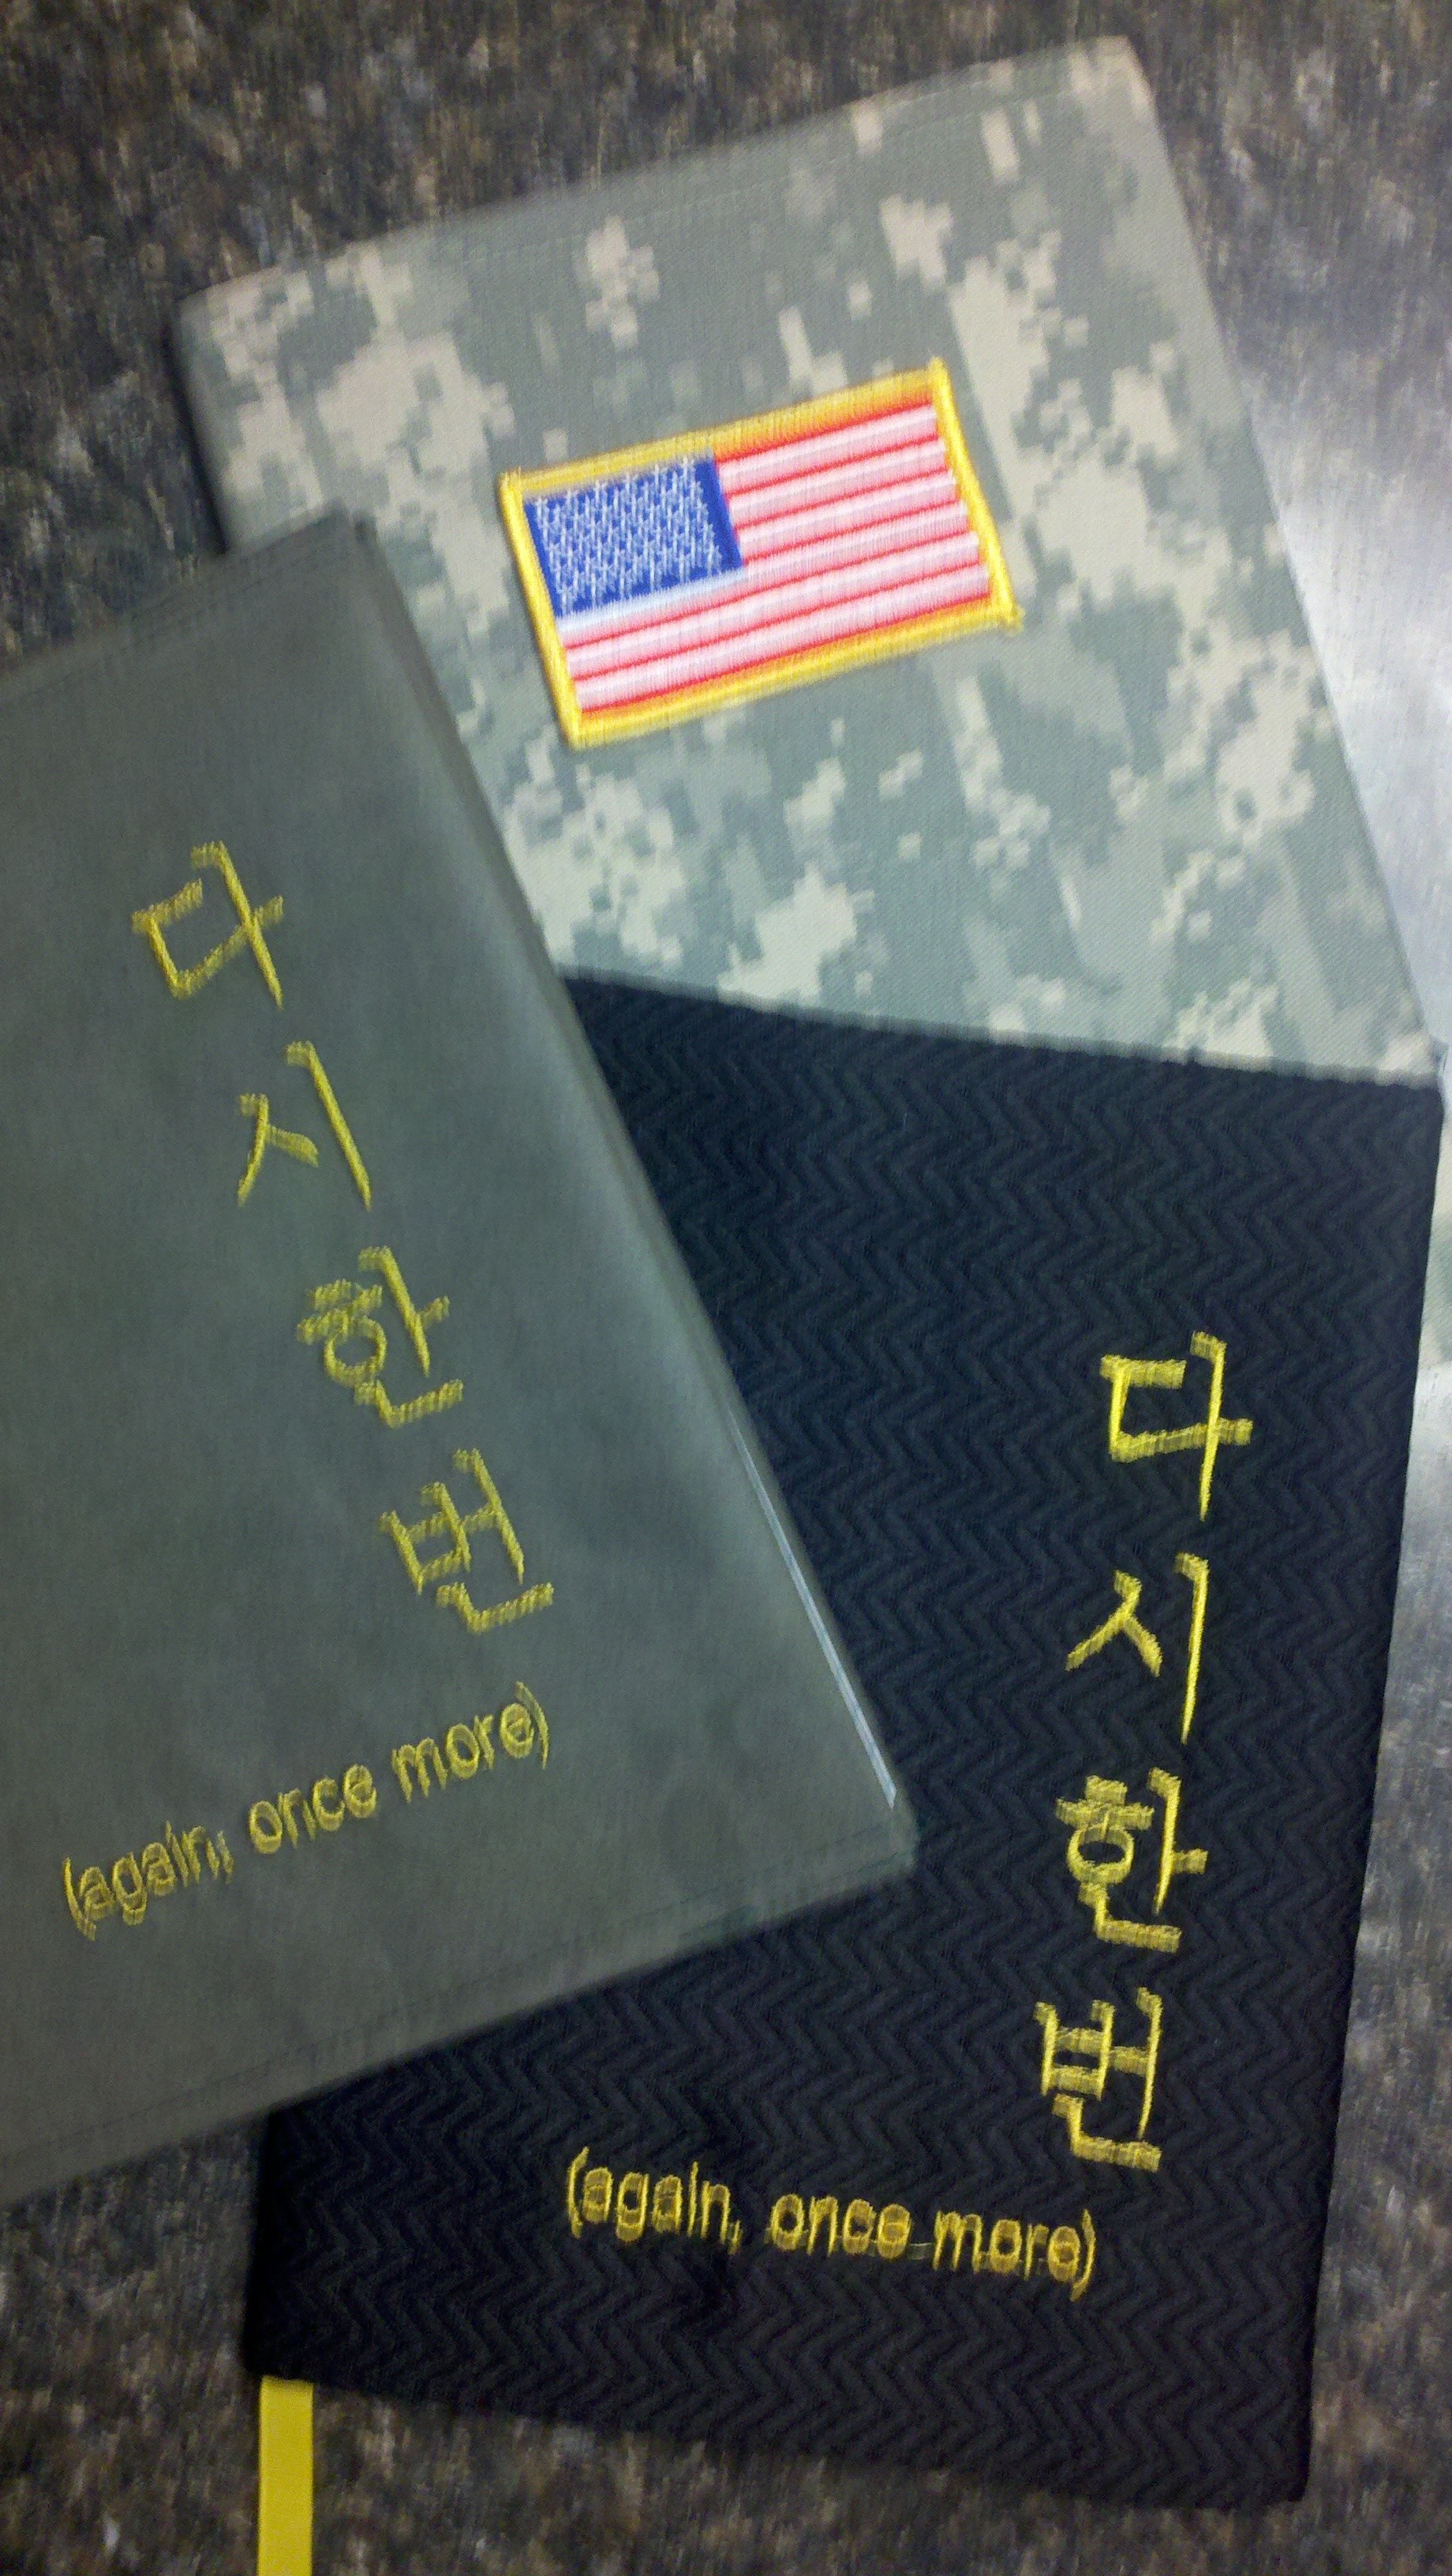 다
시
한
번
(again, once more)
다
시
한
번
(again, once more)